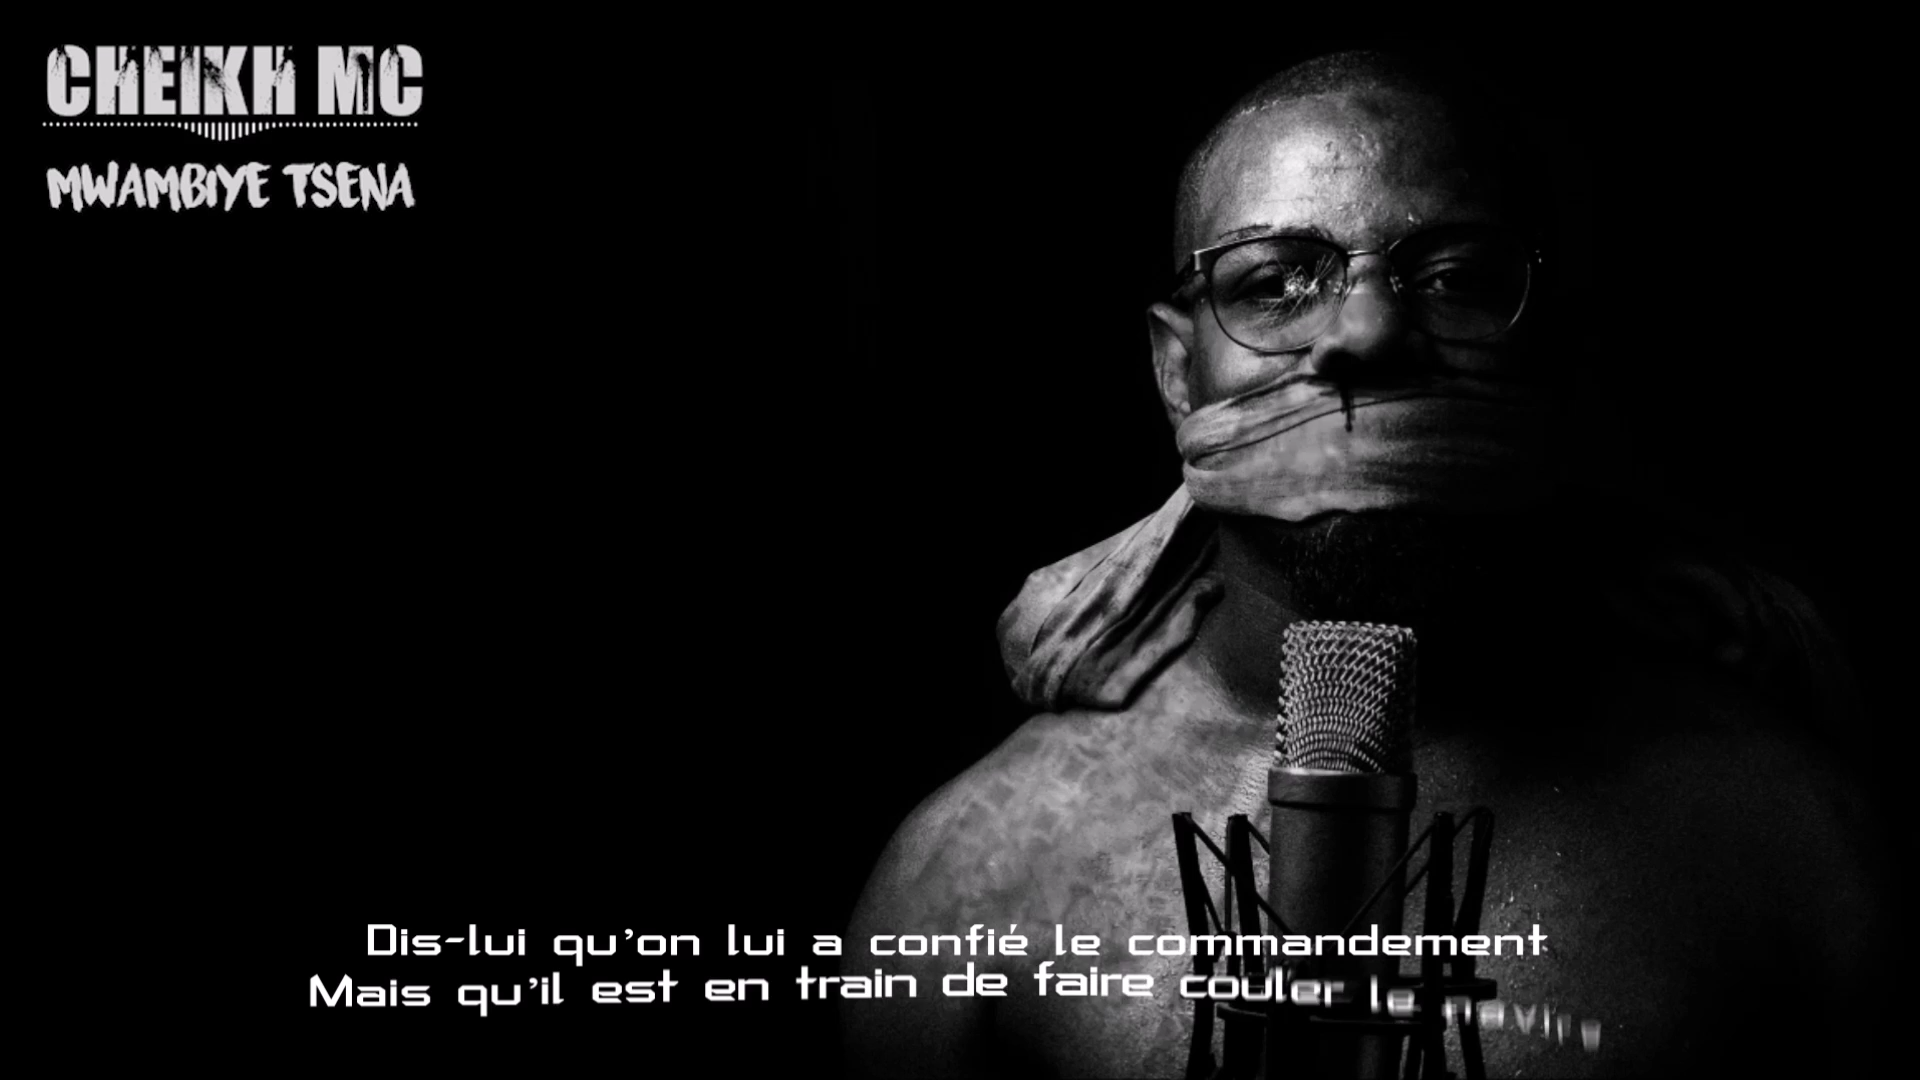 CHEIKH MC
MWAMBIYE TSENA
Dis-lui qu'on lui a confié le commandement
Mais qu'il est en train de faire couler le navire